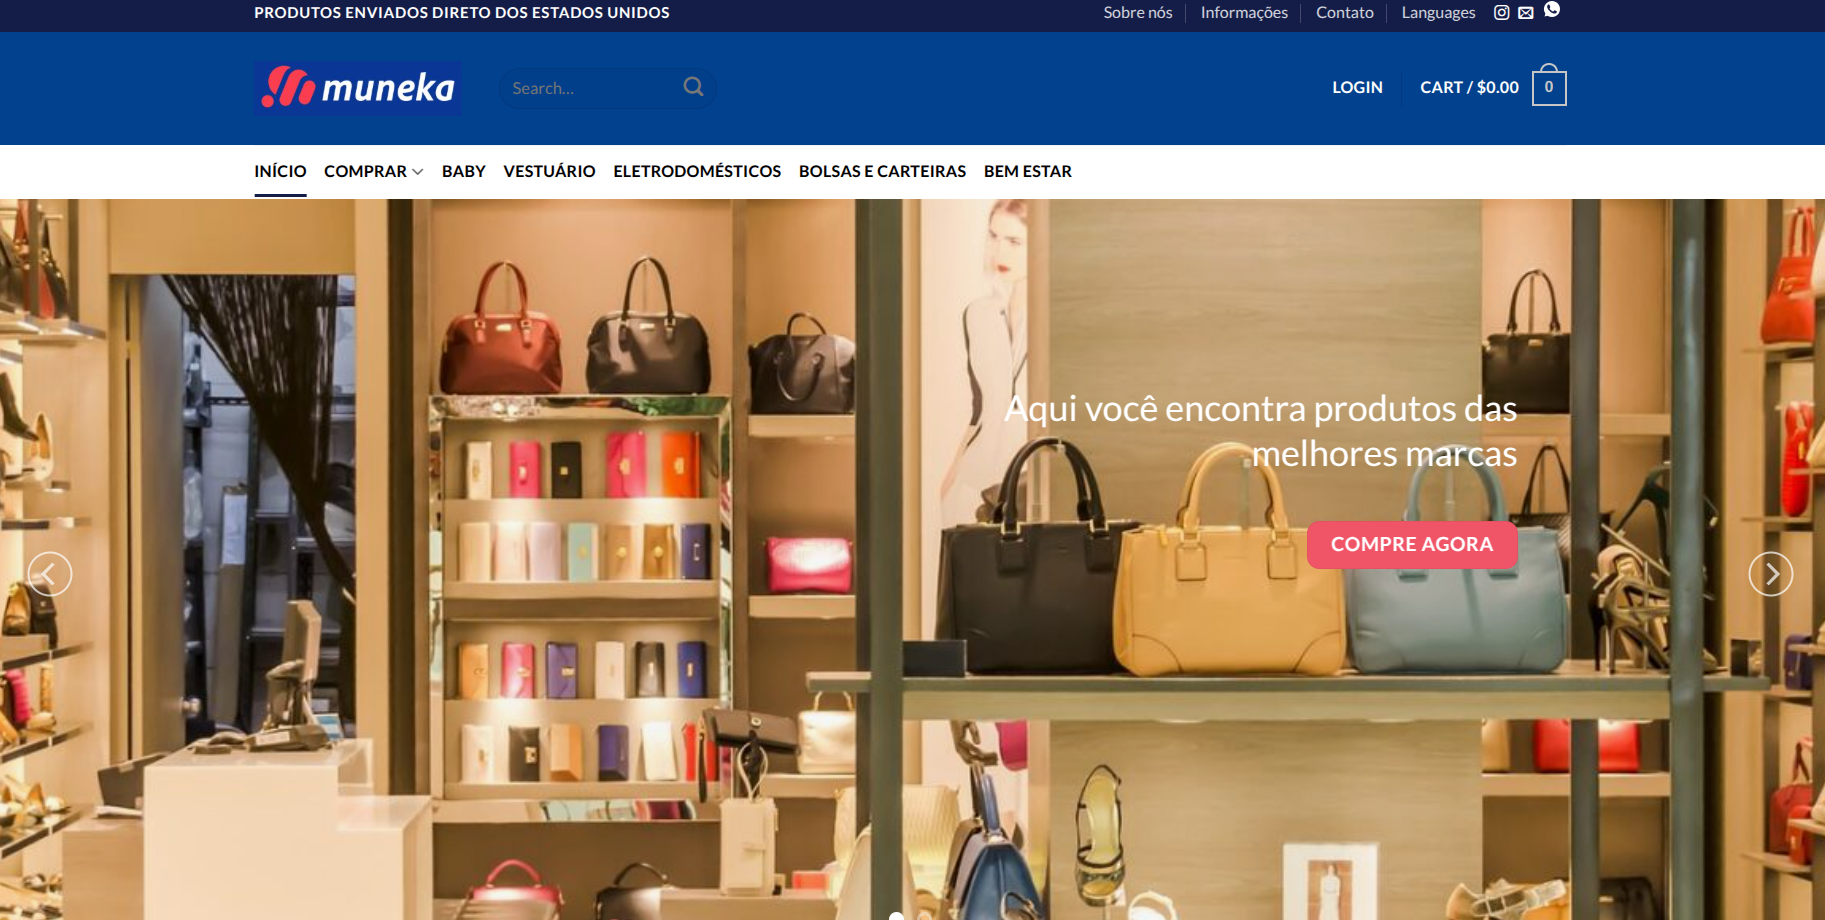 PRODUTOS ENVIADOS DIRETO DOS ESTADOS UNIDOS
Sobre nós
Informações
Contato
Languages
muneka
Search...
LOGIN
CART / $0.00
0
INÍCIO
COMPRAR
BABY
VESTUÁRIO
ELETRODOMÉSTICOS
BOLSAS E CARTEIRAS
BEM ESTAR
Aqui você encontra produtos das
melhores marcas
COMPRE AGORA